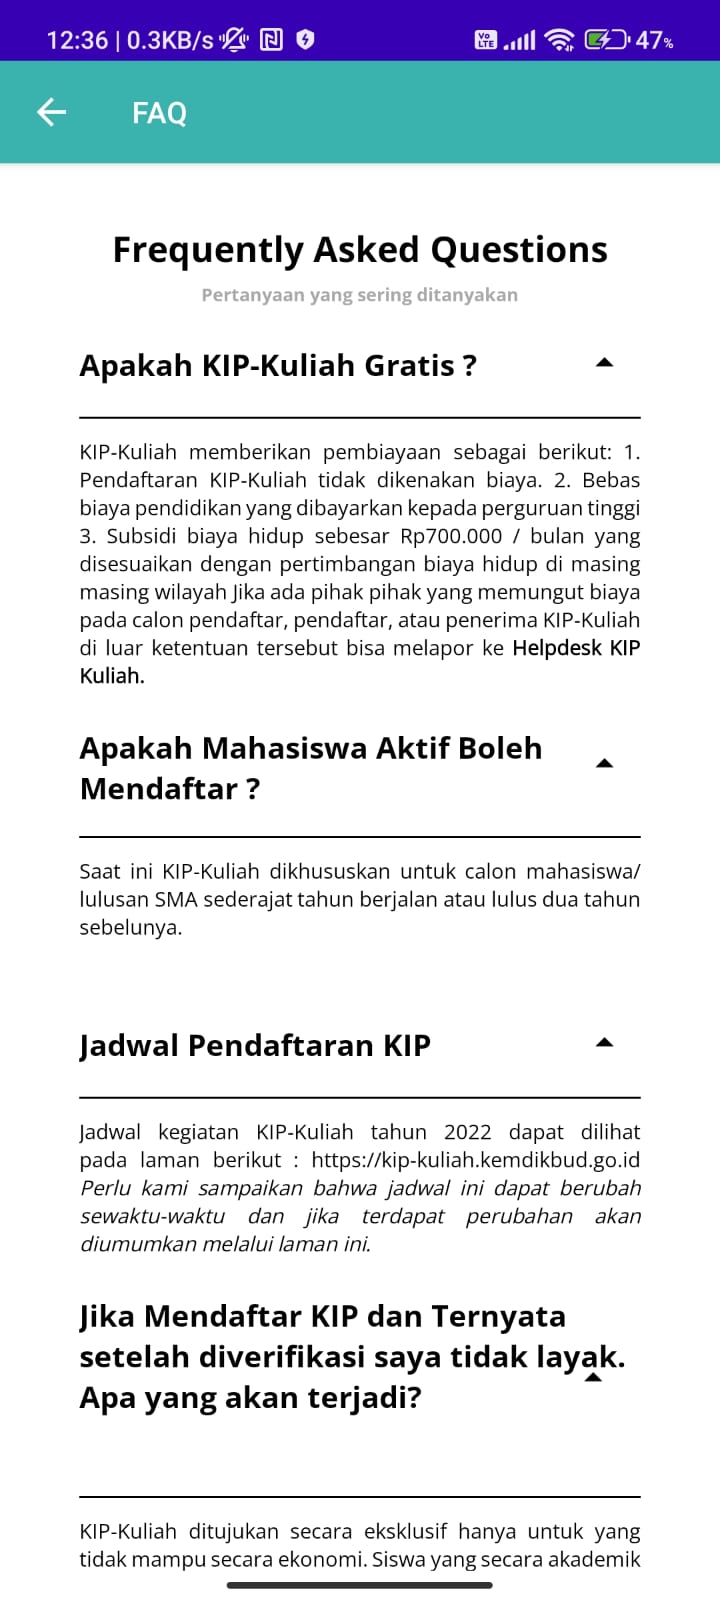 12:36 | 0.3KB/s
Vo LTE
47%
FAQ
Frequently Asked Questions
Pertanyaan yang sering ditanyakan
Apakah KIP-Kuliah Gratis ?
KIP-Kuliah memberikan pembiayaan sebagai berikut: 1.
Pendaftaran KIP-Kuliah tidak dikenakan biaya. 2. Bebas
biaya pendidikan yang dibayarkan kepada perguruan tinggi
3. Subsidi biaya hidup sebesar Rp700.000 / bulan yang
disesuaikan dengan pertimbangan biaya hidup di masing
masing wilayah Jika ada pihak pihak yang memungut biaya
pada calon pendaftar, pendaftar, atau penerima KIP-Kuliah
di luar ketentuan tersebut bisa melapor ke Helpdesk KIP
Kuliah.
Apakah Mahasiswa Aktif Boleh
Mendaftar ?
Saat ini KIP-Kuliah dikhususkan untuk calon mahasiswa/
lulusan SMA sederajat tahun berjalan atau lulus dua tahun
sebelunya.
Jadwal Pendaftaran KIP
Jadwal kegiatan KIP-Kuliah tahun 2022 dapat dilihat
pada laman berikut : https://kip-kuliah.kemdikbud.go.id
Perlu kami sampaikan bahwa jadwal ini dapat berubah
sewaktu-waktu dan jika terdapat perubahan akan
diumumkan melalui laman ini.
Jika Mendaftar KIP dan Ternyata
setelah diverifikasi saya tidak layak.
Apa yang akan terjadi?
KIP-Kuliah ditujukan secara eksklusif hanya untuk yang
tidak mampu secara ekonomi. Siswa yang secara akademik